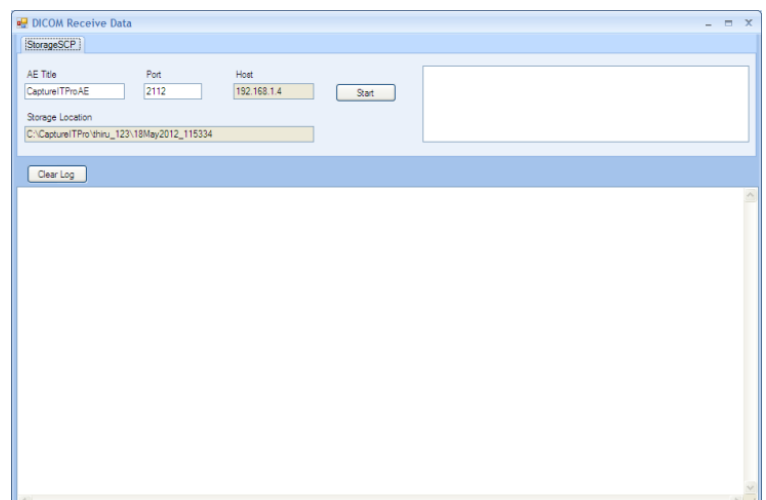 DICOM Receive Data
StorageSCP
AE Title Port Host
CaptureITProAE 2112 192.168.1.4 Start
Storage Location
C:\CaptureITPro\thiru_123\18May2012_115334
Clear Log